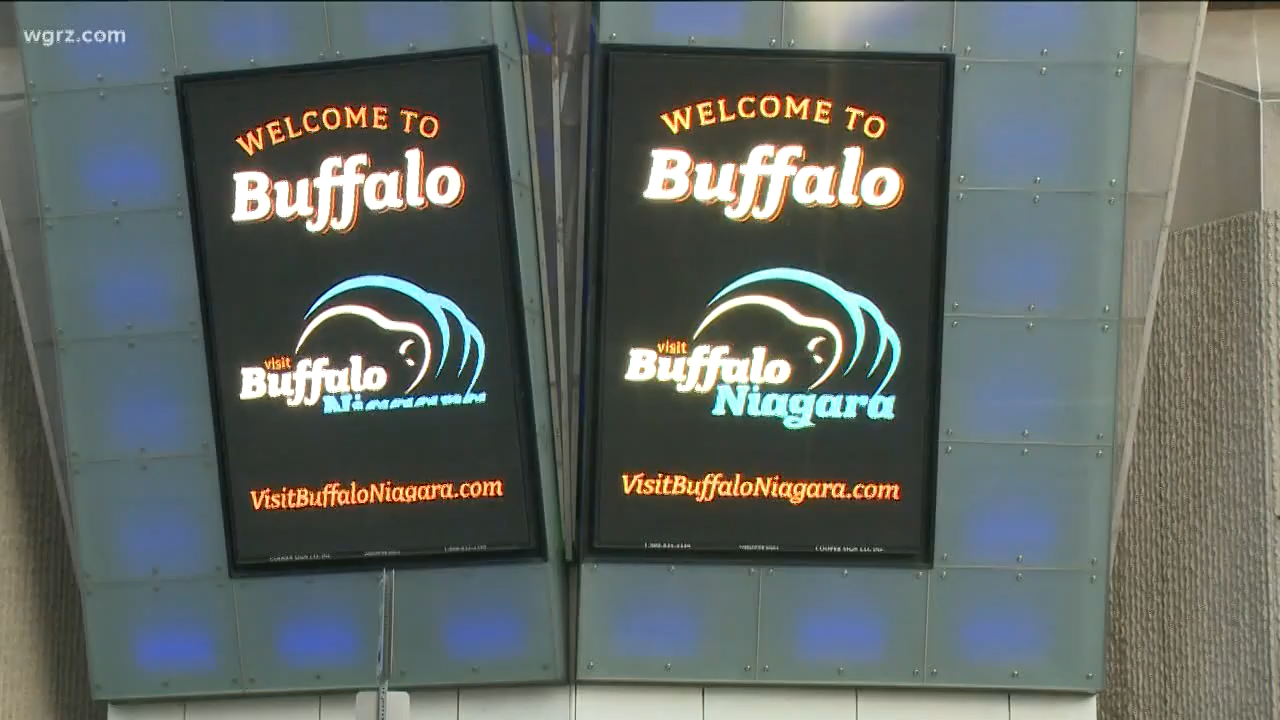 wgrz.com
WELCOME TO
Buffalo
visit
Buffalo
VisitBuffaloNiagara.com
WELCOME TO
Buffalo
visit
Buffalo
Niagara
VisitBuffaloNiagara.com